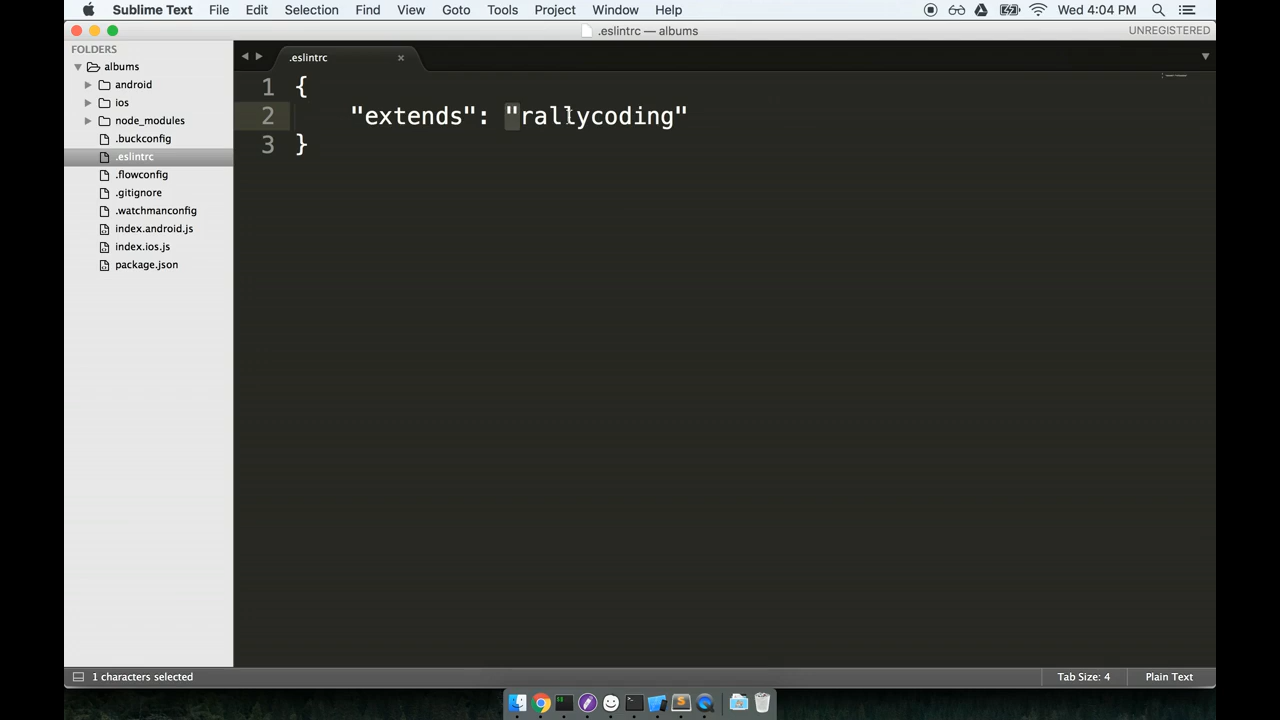 Sublime Text File Edit Selection Find View Goto Tools Project Window Help Wed 4:04 PM
.eslintrc — albums UNREGISTERED
FOLDERS
albums
android
ios
node_modules
.buckconfig
.eslintrc
.flowconfig
.gitignore
.watchmanconfig
index.android.js
index.ios.js
package.json
.eslintrc
1 {
2 "extends": "rallycoding"
3 }
1 characters selected Tab Size: 4 Plain Text